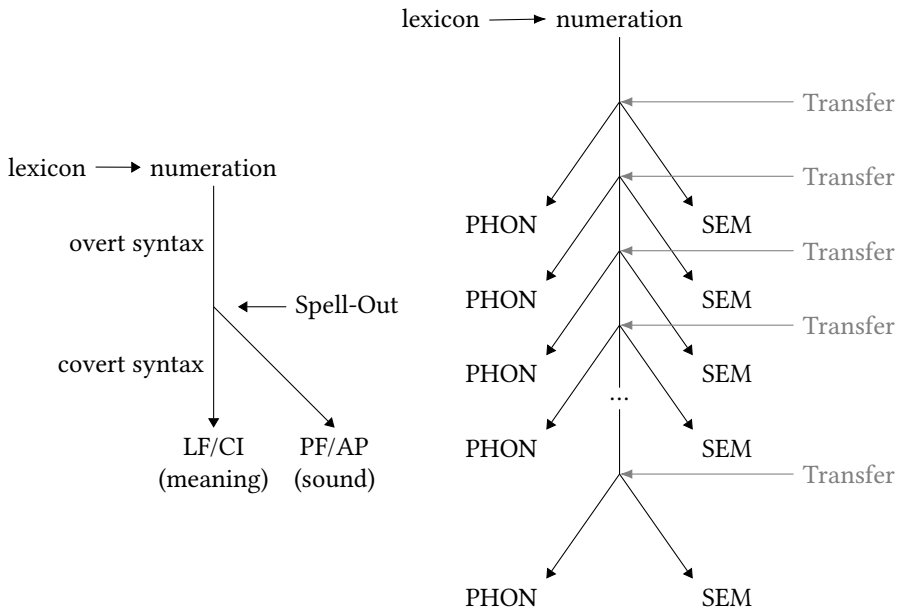 lexicon numeration
overt syntax
Spell-Out
covert syntax
LF/CI PF/AP
(meaning) (sound)
lexicon numeration
Transfer
Transfer
PHON SEM
Transfer
PHON SEM
Transfer
PHON SEM
...
PHON SEM
Transfer
PHON SEM